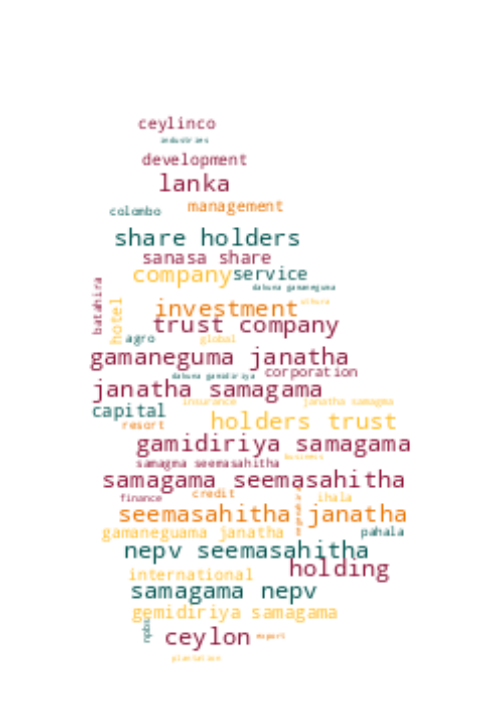 ceylinco
industries
development
lanka
management
colombo
share holders
sanasa share
company
service
dakuna gamaneguma
batahira
hotel
investment
uthura
trust company
agro
global
gamaneguma janatha
corporation
dakuna gamidiriya
janatha samagama
insurance
janatha samagma
capital
holders trust
resort
gamidiriya samagama
business
samagma seemasahitha
samagama seemasahitha
finance
credit
ihala
seemasahitha
janatha
gamaneguama janatha
pahala
nepv seemasahitha
holding
international
samagama nepv
gemidiriya samagama
ceylon
export
plantation